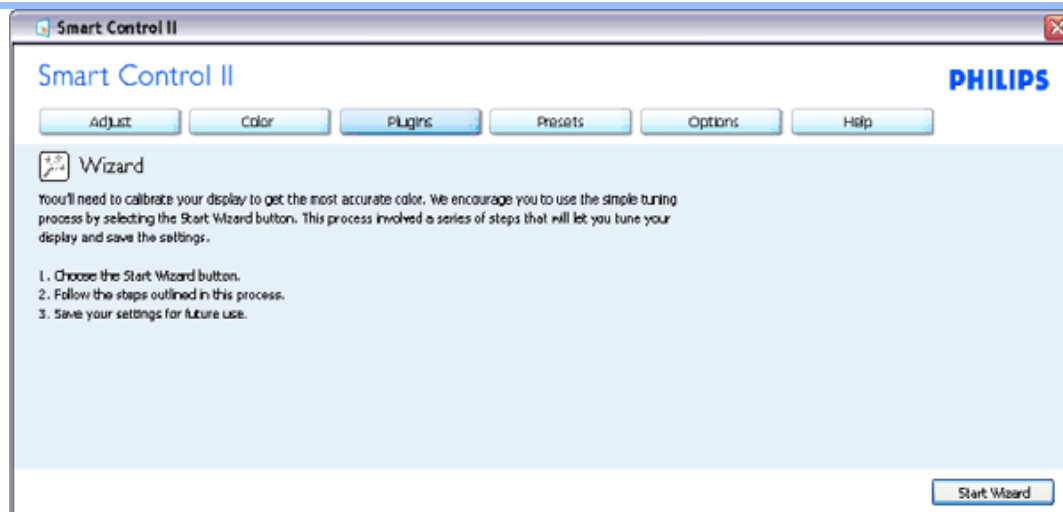 Smart Control II
Smart Control II
PHILIPS
Adjust Color Plugins Presets Options Help
Wizard
Yoou'll need to calibrate your display to get the most accurate color. We encourage you to use the simple tuning
process by selecting the Start Wizard button. This process involved a series of steps that will let you tune your
display and save the settings.
1. Choose the Start Wizard button.
2. Follow the steps outlined in this process.
3. Save your settings for future use.
Start Wizard